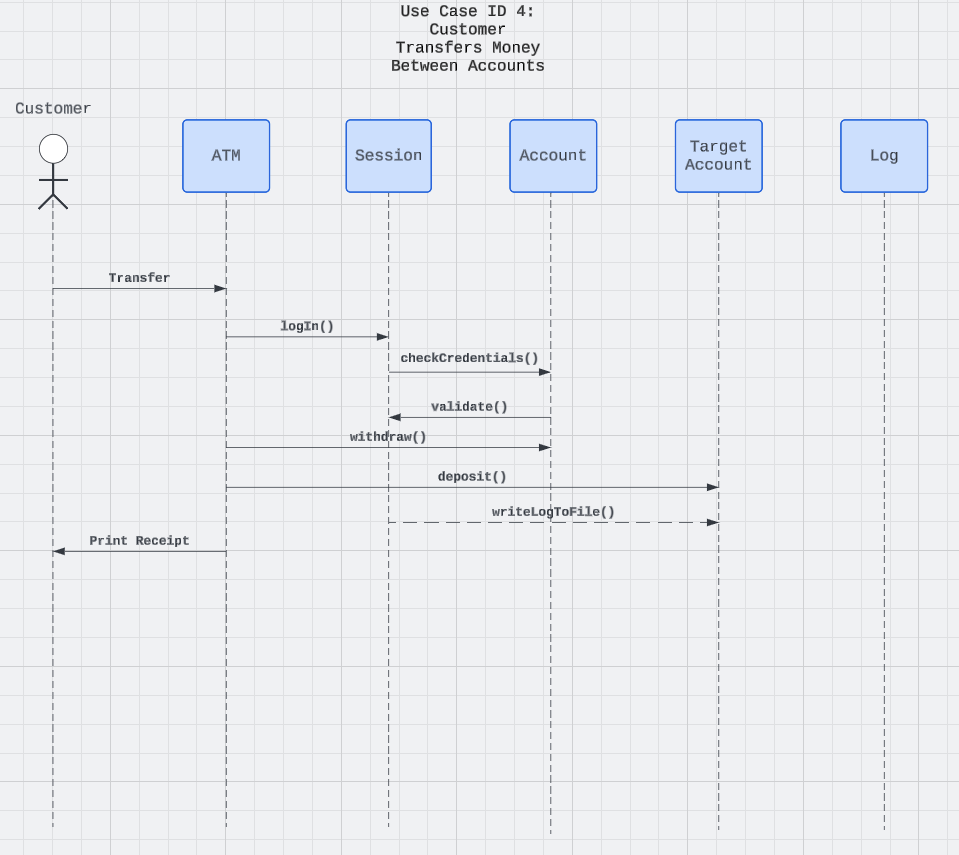 Use Case ID 4:
Customer
Transfers Money
Between Accounts
Customer
ATM
Session
Account
Target
Account
Log
Transfer
logIn()
checkCredentials()
validate()
withdraw()
deposit()
writeLogToFile()
Print Receipt